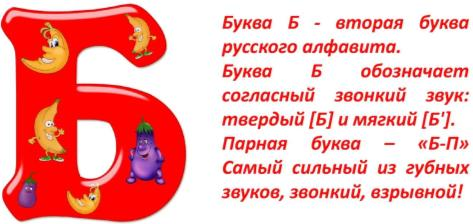 Б
Буква Б - вторая буква
русского алфавита.
Буква Б обозначает
согласный звонкий звук:
твердый [Б] и мягкий [Б'].
Парная буква – «Б-П»
Самый сильный из губных
звуков, звонкий, взрывной!